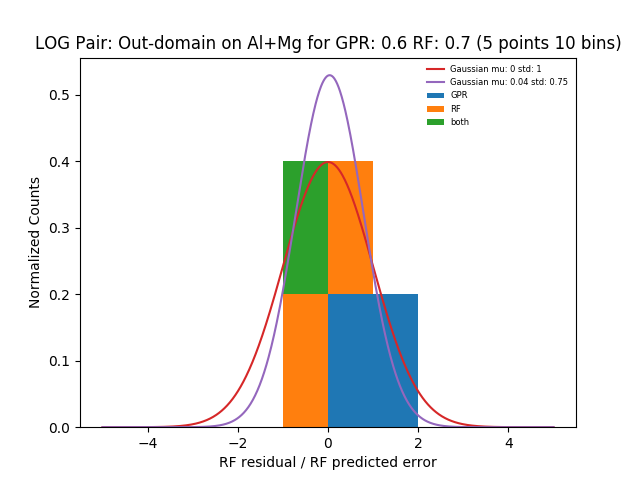 LOG Pair: Out-domain on Al+Mg for GPR: 0.6 RF: 0.7 (5 points 10 bins)
Gaussian mu: 0 std: 1
Gaussian mu: 0.04 std: 0.75
GPR
RF
both
Normalized Counts
0.5
0.4
0.3
0.2
0.1
0.0
−4 −2 0 2 4
RF residual / RF predicted error